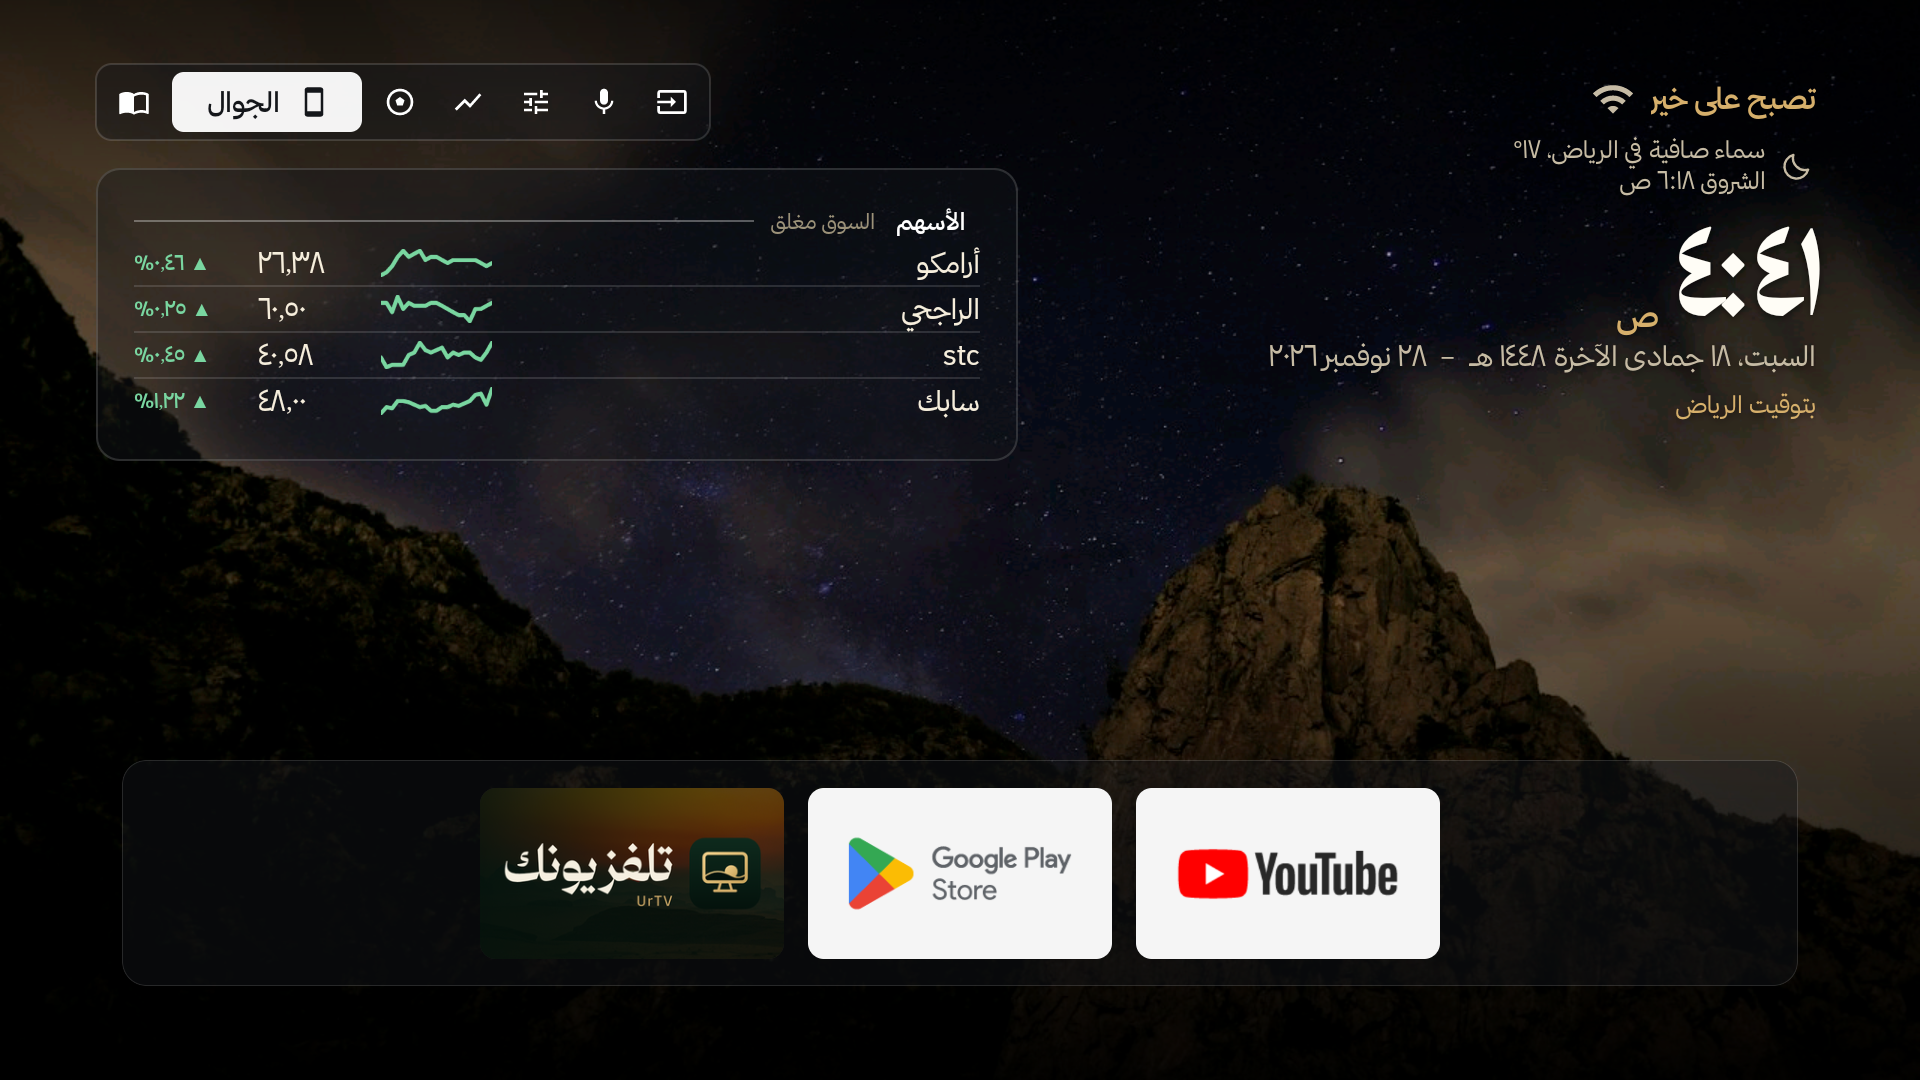 تصبح على خير
سماء صافية في الرياض، ١٧°
الشروق ٦:١٨ ص
٤:٤١ ص
السبت، ١٨ جمادى الآخرة ١٤٤٨ هـ – ٢٨ نوفمبر ٢٠٢٦
بتوقيت الرياض
الجوال
الأسهم السوق مغلق
أرامكو ٢٦,٣٨ ▲ ٠,٤٦%
الراجحي ٦٠,٥٠ ▲ ٠,٢٥%
stc ٤٠,٥٨ ▲ ٠,٤٥%
سابك ٤٨,٠٠ ▲ ١,٢٢%
YouTube
Google Play
Store
تلفزيونك
UrTV